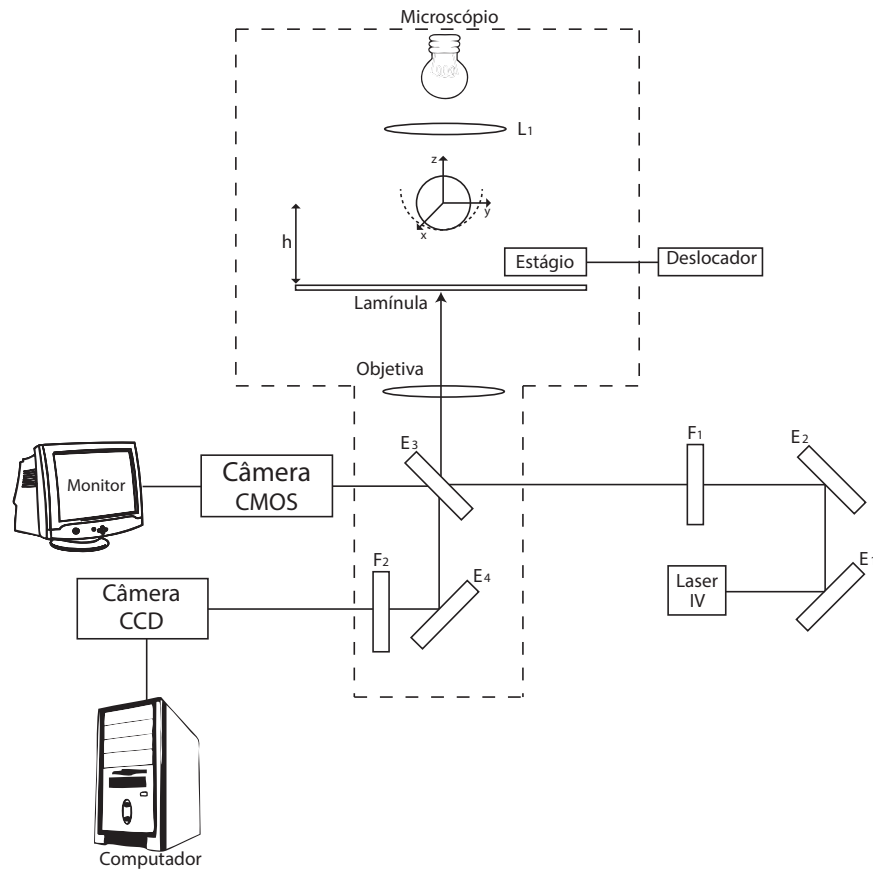 Microscópio
L1
z
y
x
h
Estágio
Deslocador
Lamínula
Objetiva
E3
F1
E2
Monitor
Câmera
CMOS
F2
E4
Laser
IV
E1
Câmera
CCD
Computador